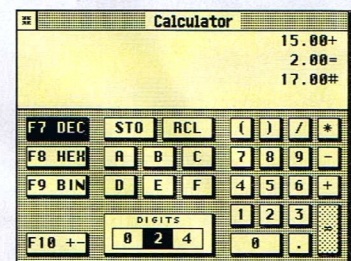 Calculator
15.00+
2.00=
17.00#
F7 DEC STO RCL ( ) / *
F8 HEX A B C 7 8 9 -
F9 BIN D E F 4 5 6 +
DIGITS 1 2 3 =
F10 +- 0 2 4 0 .